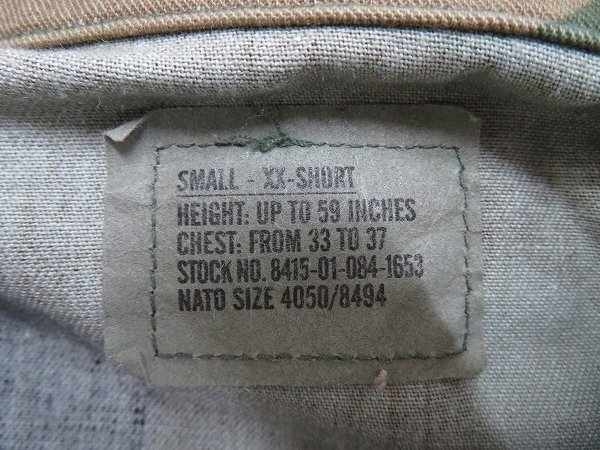 SMALL - XX-SHORT
HEIGHT: UP TO 59 INCHES
CHEST: FROM 33 TO 37
STOCK NO. 8415-01-084-1653
NATO SIZE 4050/8494